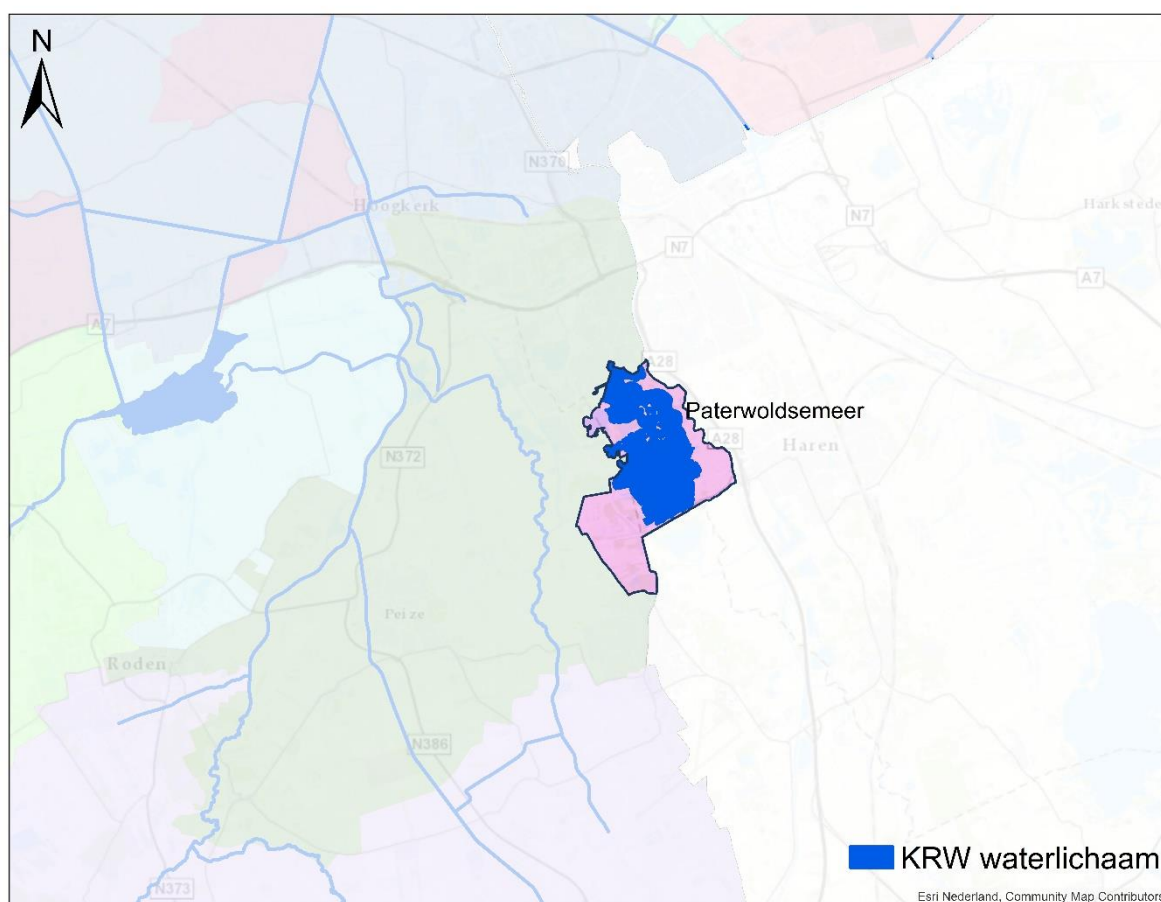 N
N376
Hoogkerk
Harkstede
N7
N7
A7
A7
A28
Paterwoldsemeer
A28
Haren
N372
Peize
Roden
N386
N373
KRW waterlichaam
Esri Nederland, Community Map Contributors